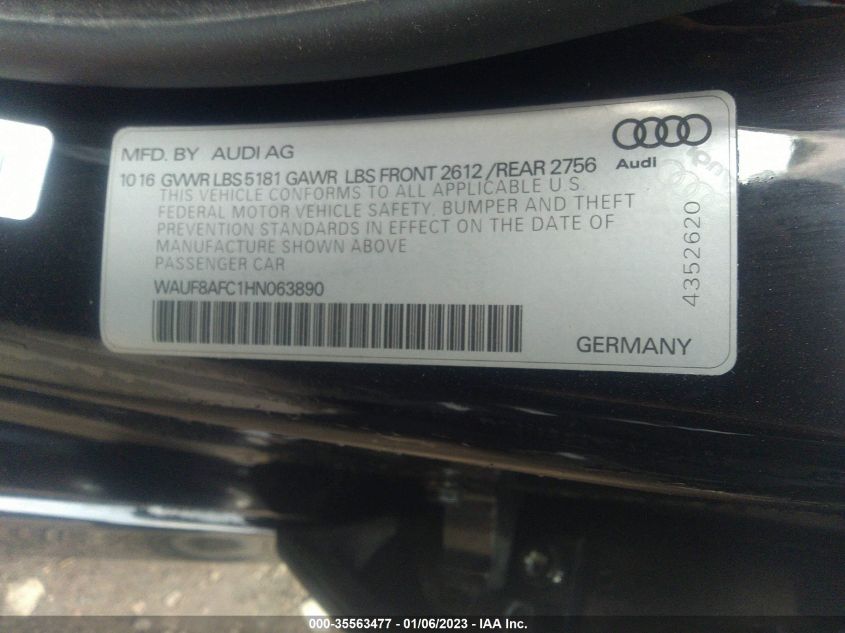 MFD. BY AUDI AG
Audi
10 16 GVWR LBS 5181 GAWR LBS FRONT 2612 /REAR 2756
THIS VEHICLE CONFORMS TO ALL APPLICABLE U.S.
FEDERAL MOTOR VEHICLE SAFETY, BUMPER AND THEFT
PREVENTION STANDARDS IN EFFECT ON THE DATE OF
MANUFACTURE SHOWN ABOVE
PASSENGER CAR
WAUF8AFC1HN063890
4352620
GERMANY
000-35563477 - 01/06/2023 - IAA Inc.